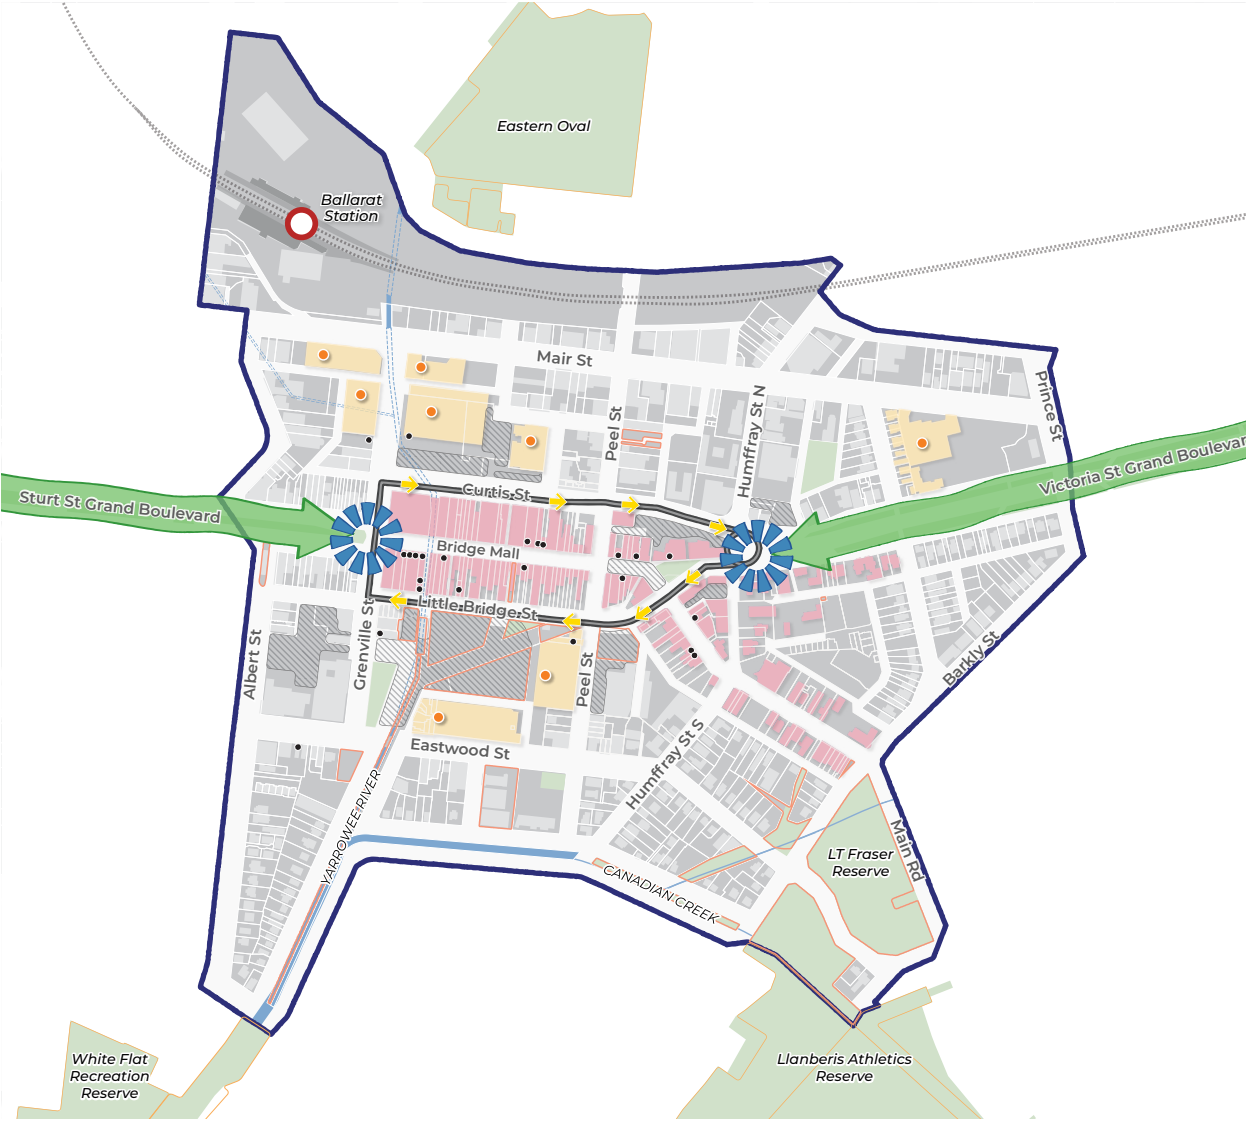 Eastern Oval
Ballarat
Station
Mair St
Prince St
Peel St
Humffray St N
Victoria St Grand Boulevar
Sturt St Grand Boulevard
Curtis St
Bridge Mall
Little Bridge St
Grenville St
Albert St
Peel St
Barkly St
Humffray St S
Eastwood St
YARROWEE RIVER
CANADIAN CREEK
LT Fraser
Reserve
Main Rd
White Flat
Recreation
Reserve
Llanberis Athletics
Reserve